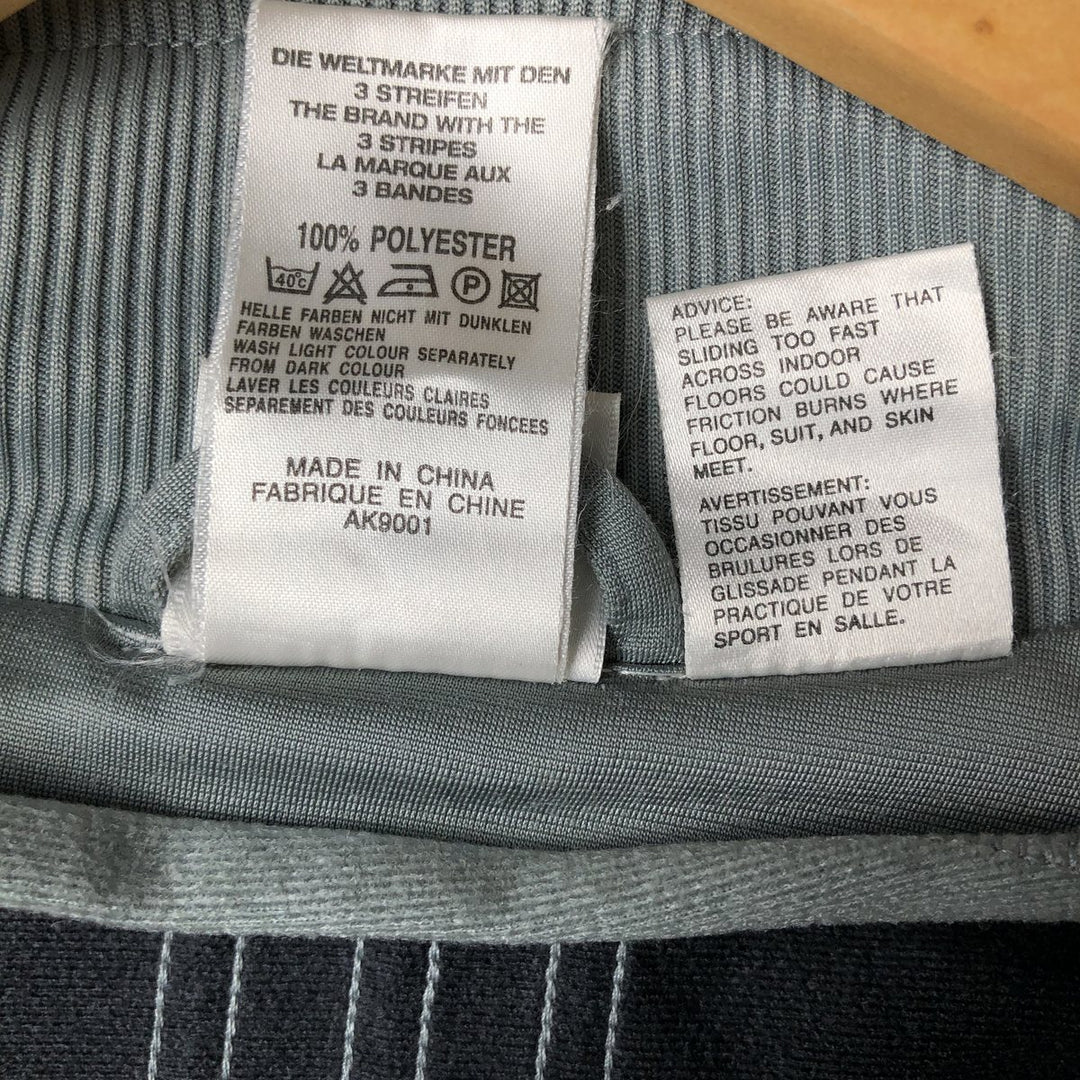 DIE WELTMARKE MIT DEN
3 STREIFEN
THE BRAND WITH THE
3 STRIPES
LA MARQUE AUX
3 BANDES
100% POLYESTER
40°C P
HELLE FARBEN NICHT MIT DUNKLEN
FARBEN WASCHEN
WASH LIGHT COLOUR SEPARATELY
FROM DARK COLOUR
LAVER LES COULEURS CLAIRES
SEPAREMENT DES COULEURS FONCEES
MADE IN CHINA
FABRIQUE EN CHINE
AK9001
ADVICE:
PLEASE BE AWARE THAT
SLIDING TOO FAST
ACROSS INDOOR
FLOORS COULD CAUSE
FRICTION BURNS WHERE
FLOOR, SUIT, AND SKIN
MEET.
AVERTISSEMENT:
TISSU POUVANT VOUS
OCCASIONNER DES
BRULURES LORS DE
GLISSADE PENDANT LA
PRACTIQUE DE VOTRE
SPORT EN SALLE.